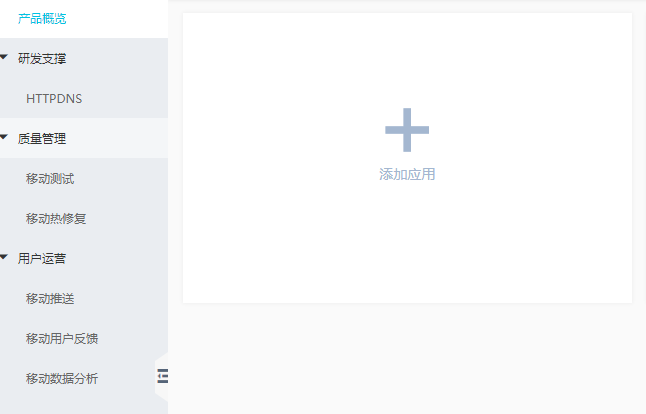 产品概览
研发支撑
HTTPDNS
质量管理
移动测试
移动热修复
用户运营
移动推送
移动用户反馈
移动数据分析
添加应用